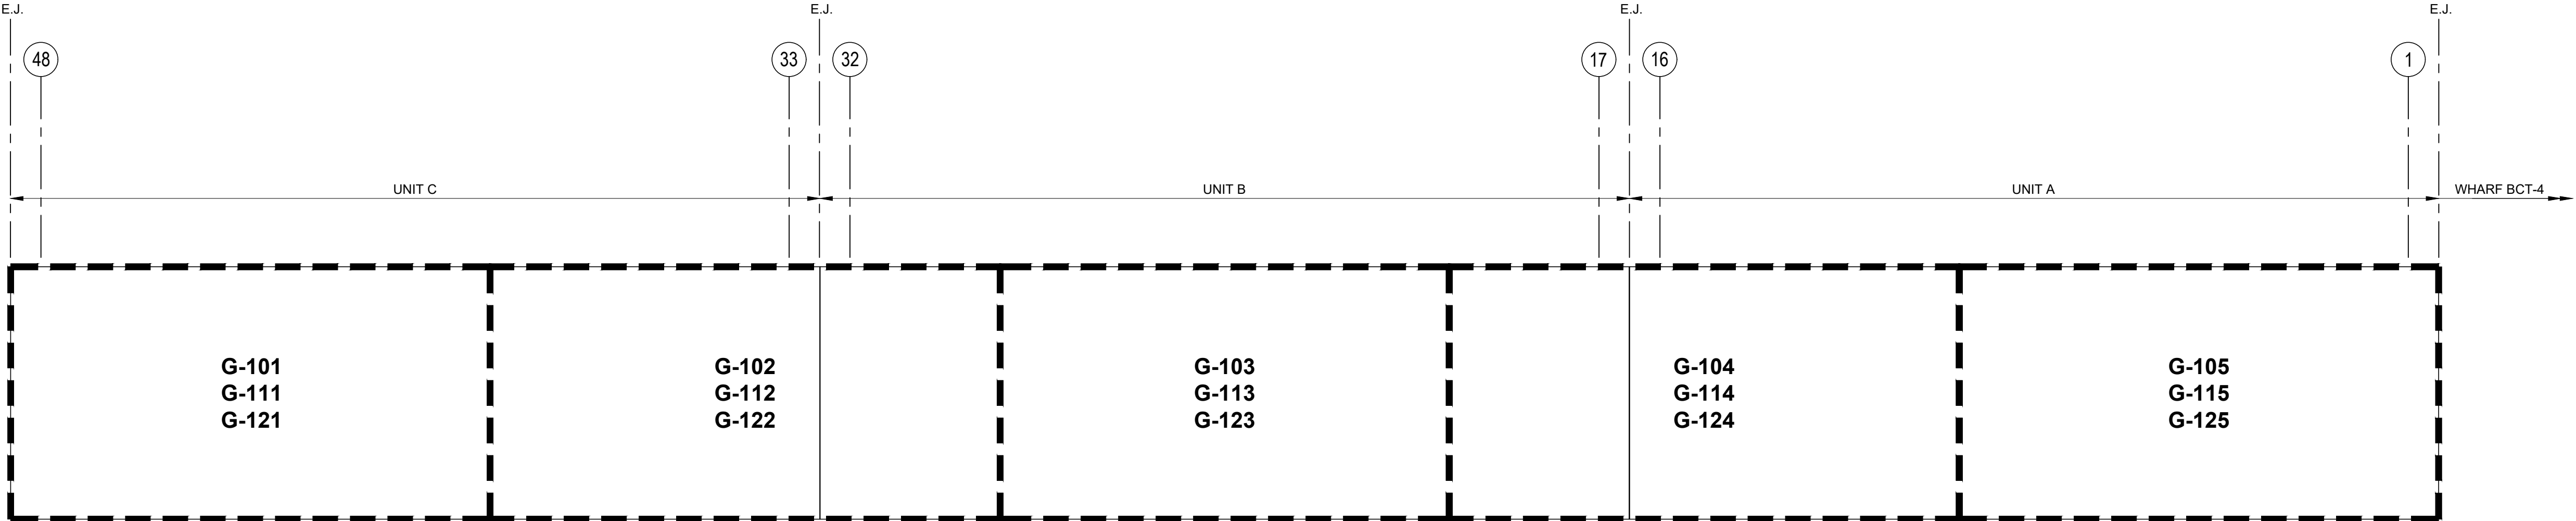 E.J.
E.J.
E.J.
E.J.
48
33
32
17
16
1
UNIT C
UNIT B
UNIT A
WHARF BCT-4
G-101
G-111
G-121
G-102
G-112
G-122
G-103
G-113
G-123
G-104
G-114
G-124
G-105
G-115
G-125